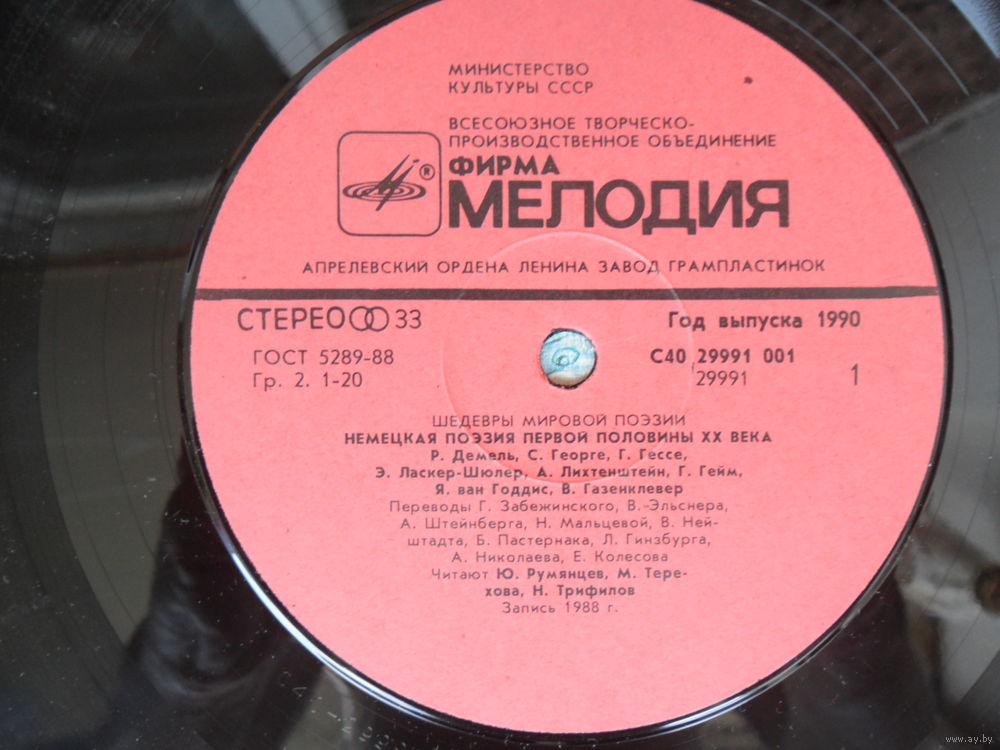 МИНИСТЕРСТВО
КУЛЬТУРЫ СССР
ВСЕСОЮЗНОЕ ТВОРЧЕСКО-
ПРОИЗВОДСТВЕННОЕ ОБЪЕДИНЕНИЕ
ФИРМА
®
МЕЛОДИЯ
АПРЕЛЕВСКИЙ ОРДЕНА ЛЕНИНА ЗАВОД ГРАМПЛАСТИНОК
СТЕРЕО 33
Год выпуска 1990
ГОСТ 5289-88
С40 29991 001
Гр. 2. 1-20
29991
1
ШЕДЕВРЫ МИРОВОЙ ПОЭЗИИ
НЕМЕЦКАЯ ПОЭЗИЯ ПЕРВОЙ ПОЛОВИНЫ XX ВЕКА
Р. Демель, С. Георге, Г. Гессе,
Э. Ласкер-Шюлер, А. Лихтенштейн, Г. Гейм,
Я. ван Годдис, В. Газенклевер
Переводы Г. Забежинского, В.-Эльснера,
А. Штейнберга, Н. Мальцевой, В. Ней-
штадта, Б. Пастернака, Л. Гинзбурга,
А. Николаева, Е. Колесова
Читают Ю. Румянцев, М. Тере-
хова, Н. Трифилов
Запись 1988 г.
www.ay.by